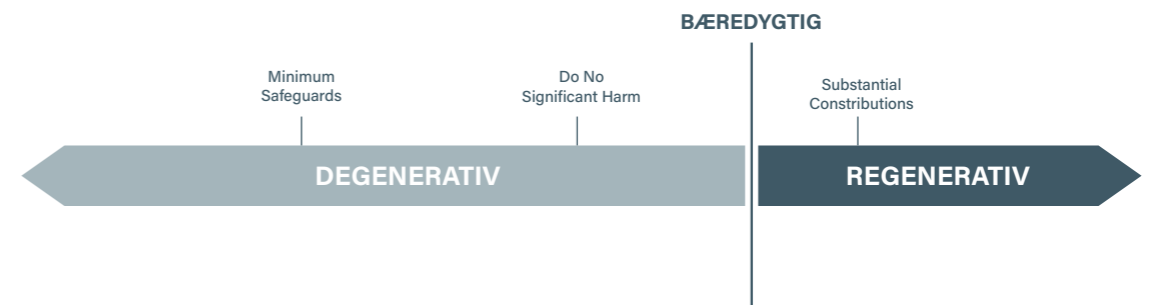 BÆREDYGTIG
Minimum
Safeguards
Do No
Significant Harm
Substantial
Constributions
DEGENERATIV
REGENERATIV